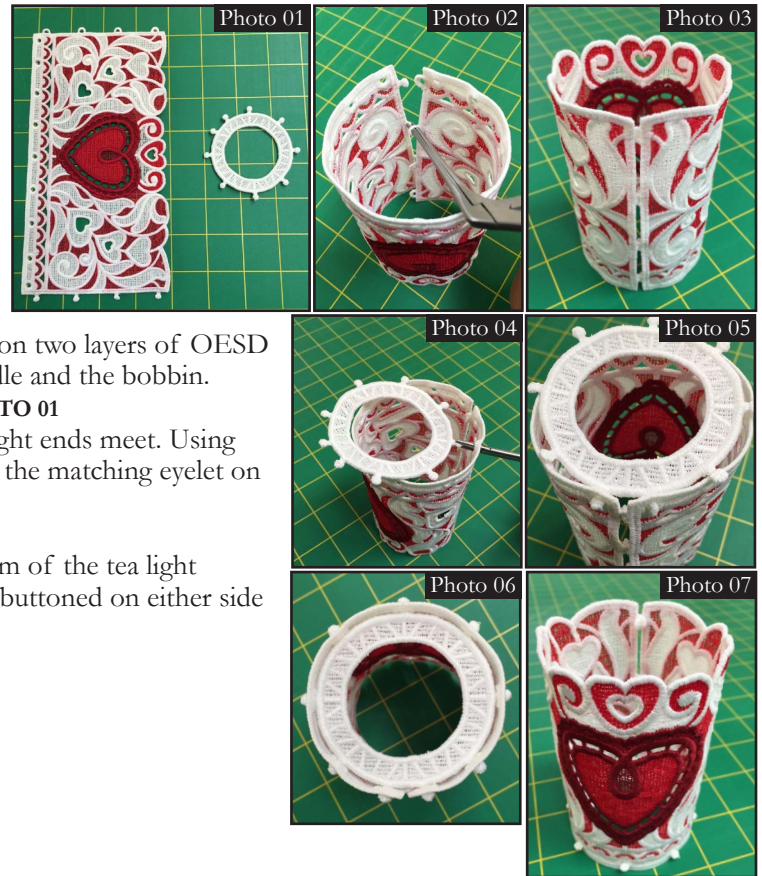 Photo 01
Photo 02
Photo 03
on two layers of OESD
and the bobbin.
01
ght ends meet. Using
the matching eyelet on
Photo 04
Photo 05
of the tea light
buttoned on either side
Photo 06
Photo 07